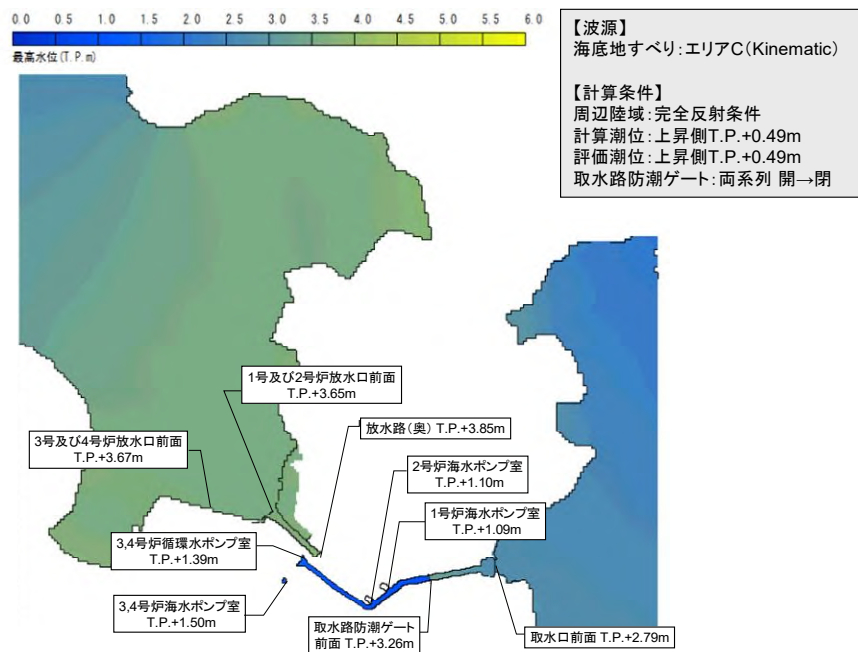 0.0 0.5 1.0 1.5 2.0 2.5 3.0 3.5 4.0 4.5 5.0 5.5 6.0
最高水位(T.P.m)
【波源】
海底地すべり:エリアC(Kinematic)
【計算条件】
周辺陸域:完全反射条件
計算潮位:上昇側T.P.+0.49m
評価潮位:上昇側T.P.+0.49m
取水路防潮ゲート:両系列 開→閉
1号及び2号炉放水口前面
T.P.+3.65m
放水路(奥) T.P.+3.85m
3号及び4号炉放水口前面
T.P.+3.67m
2号炉海水ポンプ室
T.P.+1.10m
1号炉海水ポンプ室
T.P.+1.09m
3,4号炉循環水ポンプ室
T.P.+1.39m
3,4号炉海水ポンプ室
T.P.+1.50m
取水路防潮ゲート
前面 T.P.+3.26m
取水口前面 T.P.+2.79m